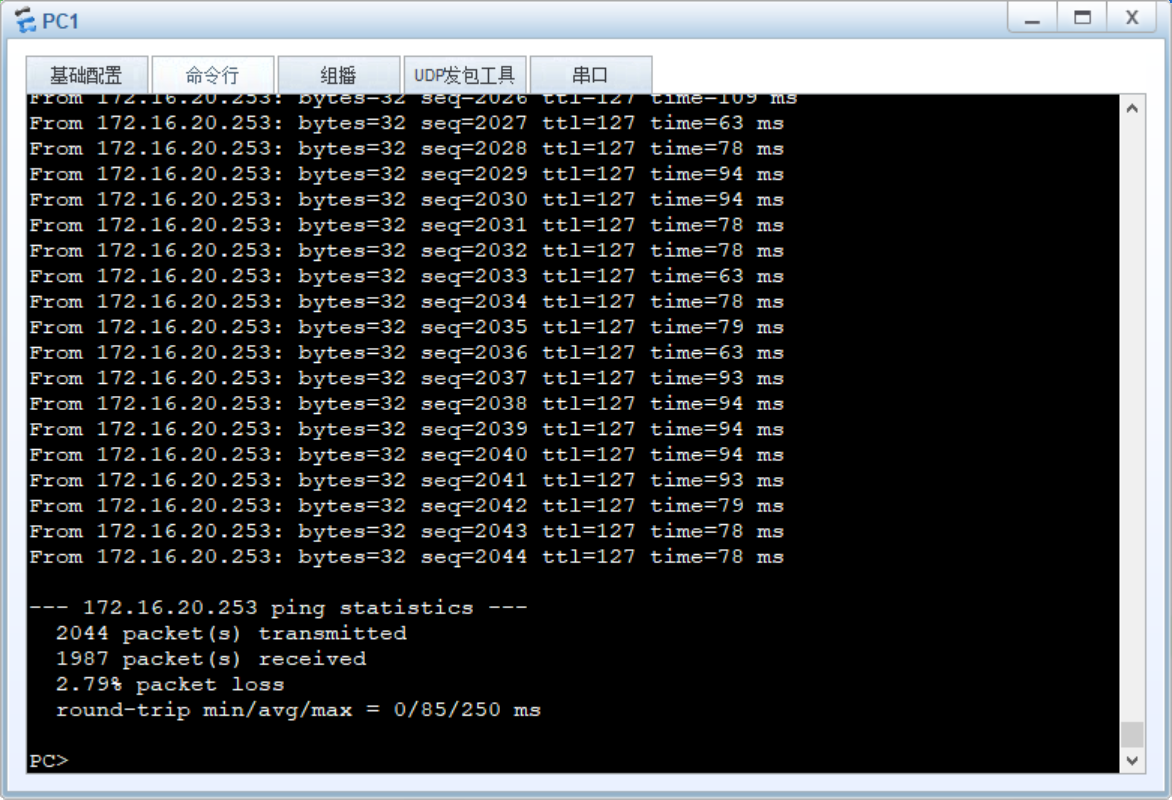 PC1
基础配置 命令行 组播 UDP发包工具 串口
From 172.16.20.253: bytes=32 seq=2026 ttl=127 time=109 ms
From 172.16.20.253: bytes=32 seq=2027 ttl=127 time=63 ms
From 172.16.20.253: bytes=32 seq=2028 ttl=127 time=78 ms
From 172.16.20.253: bytes=32 seq=2029 ttl=127 time=94 ms
From 172.16.20.253: bytes=32 seq=2030 ttl=127 time=94 ms
From 172.16.20.253: bytes=32 seq=2031 ttl=127 time=78 ms
From 172.16.20.253: bytes=32 seq=2032 ttl=127 time=78 ms
From 172.16.20.253: bytes=32 seq=2033 ttl=127 time=63 ms
From 172.16.20.253: bytes=32 seq=2034 ttl=127 time=78 ms
From 172.16.20.253: bytes=32 seq=2035 ttl=127 time=79 ms
From 172.16.20.253: bytes=32 seq=2036 ttl=127 time=63 ms
From 172.16.20.253: bytes=32 seq=2037 ttl=127 time=93 ms
From 172.16.20.253: bytes=32 seq=2038 ttl=127 time=94 ms
From 172.16.20.253: bytes=32 seq=2039 ttl=127 time=94 ms
From 172.16.20.253: bytes=32 seq=2040 ttl=127 time=94 ms
From 172.16.20.253: bytes=32 seq=2041 ttl=127 time=93 ms
From 172.16.20.253: bytes=32 seq=2042 ttl=127 time=79 ms
From 172.16.20.253: bytes=32 seq=2043 ttl=127 time=78 ms
From 172.16.20.253: bytes=32 seq=2044 ttl=127 time=78 ms
--- 172.16.20.253 ping statistics ---
2044 packet(s) transmitted
1987 packet(s) received
2.79% packet loss
round-trip min/avg/max = 0/85/250 ms
PC>